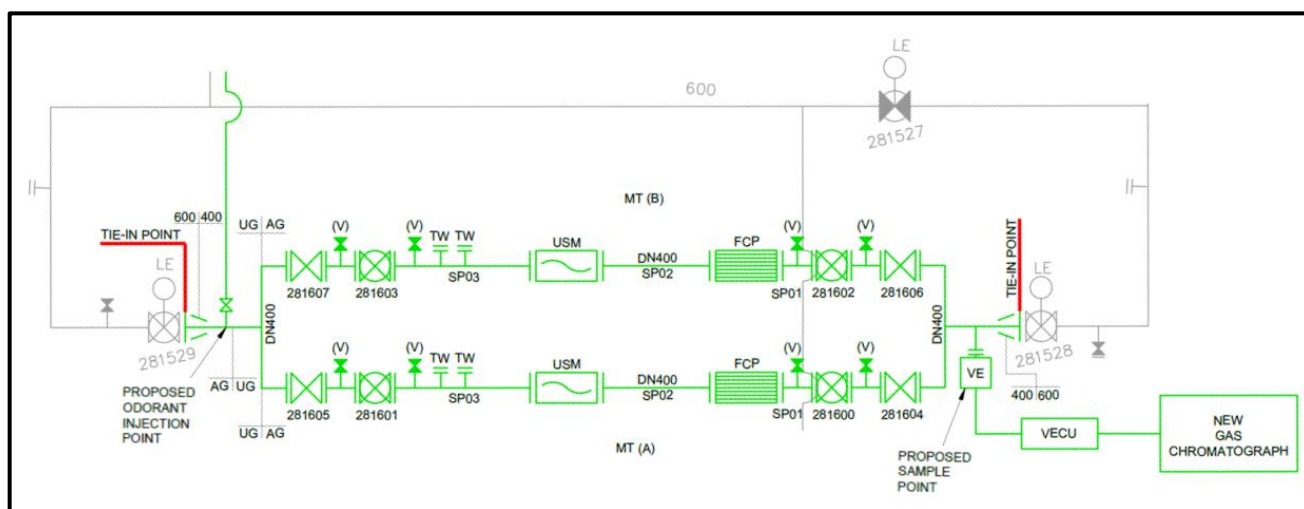 LE
600
281527
MT (B)
600 400
UG AG
TIE-IN POINT
(V)
(V)
TW TW
USM
DN400
FCP
(V)
(V)
SP03
SP02
SP01
281607
281603
281602
281606
TIE-IN POINT
LE
LE
281529
DN400
DN400
281528
AG UG
PROPOSED
ODORANT
INJECTION
POINT
(V)
(V)
TW TW
USM
DN400
FCP
(V)
(V)
SP03
SP02
SP01
281605
281601
281600
281604
UG AG
MT (A)
VE
400 600
PROPOSED
SAMPLE
POINT
VECU
NEW
GAS
CHROMATOGRAPH